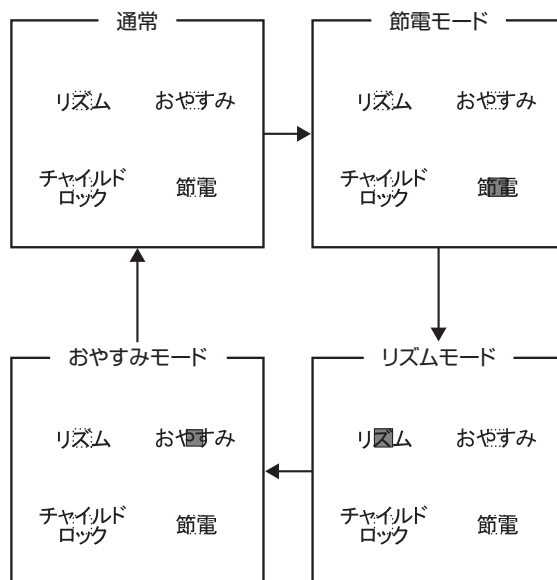 通常
リズム おやすみ
チャイルド
ロック 節電
節電モード
リズム おやすみ
チャイルド
ロック 節電
おやすみモード
リズム おやすみ
チャイルド
ロック 節電
リズムモード
リズム おやすみ
チャイルド
ロック 節電